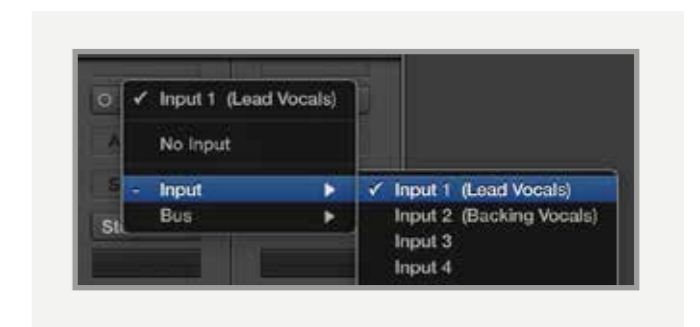 ✓ Input 1 (Lead Vocals)
No Input
- Input ▶
Bus ▶
✓ Input 1 (Lead Vocals)
Input 2 (Backing Vocals)
Input 3
Input 4